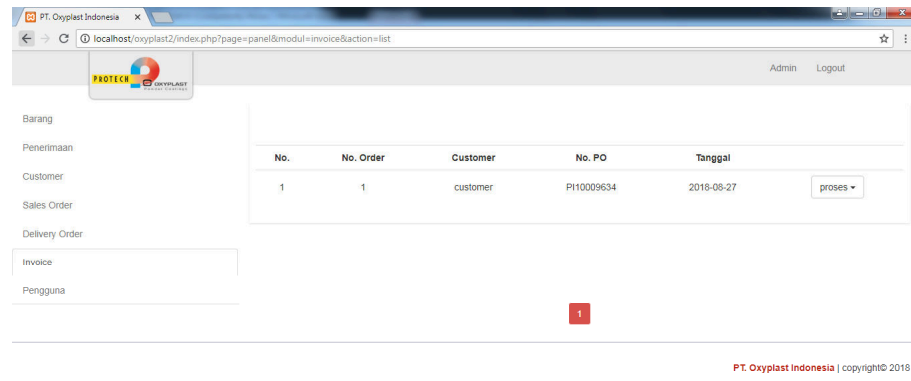 PT. Oxyplast Indonesia
localhost/oxyplast2/index.php?page=panel&modul=invoice&action=list
PROTECH OXYPLAST
Powder Coatings
Admin Logout
Barang
Penerimaan
Customer
Sales Order
Delivery Order
Invoice
Pengguna
No. No. Order Customer No. PO Tanggal
1 1 customer PI10009634 2018-08-27 proses
1
PT. Oxyplast Indonesia | copyright© 2018